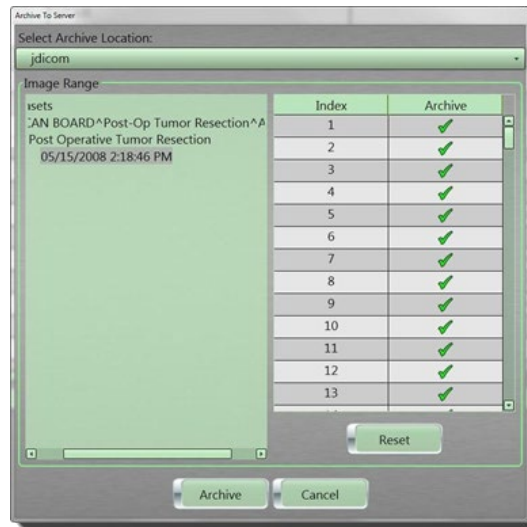 Archive To Server
Select Archive Location:
jdicom
Image Range
asets
CAN BOARD^Post-Op Tumor Resection^A
Post Operative Tumor Resection
05/15/2008 2:18:46 PM
Index Archive
1
2
3
4
5
6
7
8
9
10
11
12
13
Reset
Archive Cancel